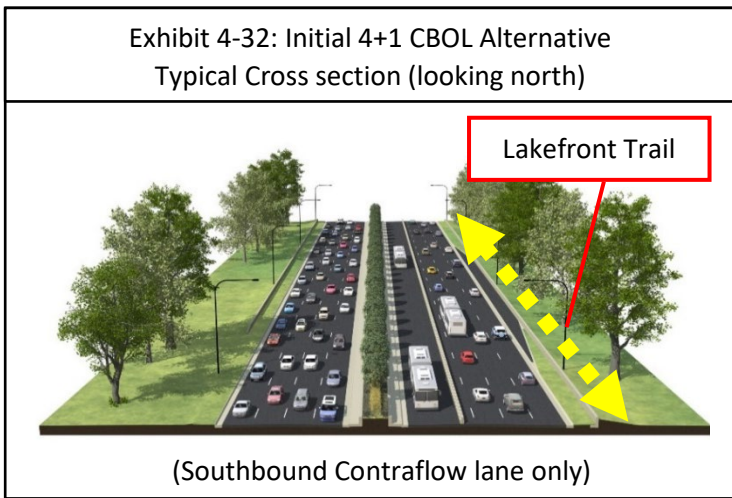 Exhibit 4-32: Initial 4+1 CBOL Alternative
Typical Cross section (looking north)
Lakefront Trail
(Southbound Contraflow lane only)